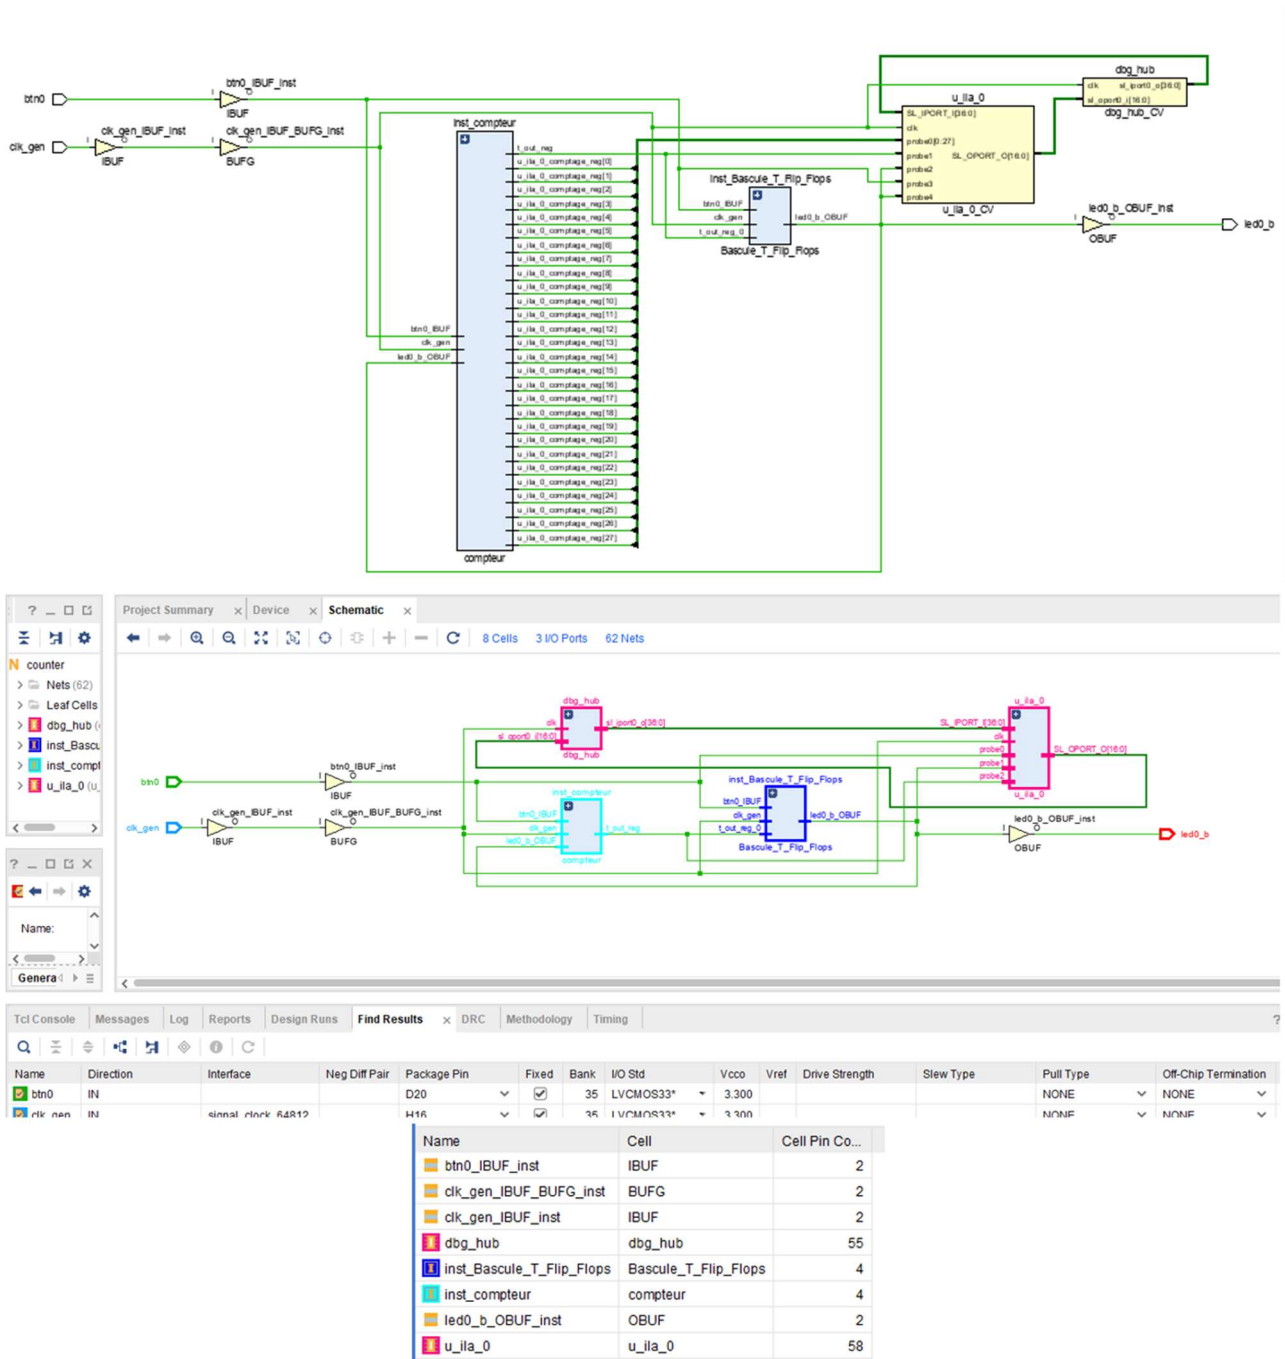 btn0
btn0_IBUF_inst
I
O
IBUF
clk_gen
clk_gen_IBUF_inst
I
O
IBUF
clk_gen_IBUF_BUFG_inst
I
O
BUFG
inst_compteur
t_out_reg
u_ila_0_comptage_reg[0]
u_ila_0_comptage_reg[1]
u_ila_0_comptage_reg[2]
u_ila_0_comptage_reg[3]
u_ila_0_comptage_reg[4]
u_ila_0_comptage_reg[5]
u_ila_0_comptage_reg[6]
u_ila_0_comptage_reg[7]
u_ila_0_comptage_reg[8]
u_ila_0_comptage_reg[9]
u_ila_0_comptage_reg[10]
u_ila_0_comptage_reg[11]
u_ila_0_comptage_reg[12]
u_ila_0_comptage_reg[13]
u_ila_0_comptage_reg[14]
u_ila_0_comptage_reg[15]
u_ila_0_comptage_reg[16]
u_ila_0_comptage_reg[17]
u_ila_0_comptage_reg[18]
u_ila_0_comptage_reg[19]
u_ila_0_comptage_reg[20]
u_ila_0_comptage_reg[21]
u_ila_0_comptage_reg[22]
u_ila_0_comptage_reg[23]
u_ila_0_comptage_reg[24]
u_ila_0_comptage_reg[25]
u_ila_0_comptage_reg[26]
u_ila_0_comptage_reg[27]
btn0_IBUF
clk_gen
led0_b_OBUF
compteur
inst_Bascule_T_Flip_Flops
btn0_IBUF
clk_gen
t_out_reg_0
led0_b_OBUF
Bascule_T_Flip_Flops
u_ila_0
SL_IPORT_I[36:0]
clk
probe0[0:27]
probe1
SL_OPORT_O[16:0]
probe2
probe3
probe4
u_ila_0_CV
dbg_hub
clk
sl_iport0_o[36:0]
sl_oport0_i[16:0]
dbg_hub_CV
led0_b_OBUF_inst
I
O
OBUF
led0_b
Project Summary
Device
Schematic
8 Cells
3 I/O Ports
62 Nets
N counter
Nets (62)
Leaf Cells
dbg_hub (
inst_Bascu
inst_compt
u_ila_0 (u_
Name:
Genera
dbg_hub
clk
sl_iport0_o[36:0]
sl_oport0_i[16:0]
dbg_hub
u_ila_0
SL_IPORT_I[36:0]
clk
probe0
probe1
SL_OPORT_O[16:0]
probe2
u_ila_0
btn0
btn0_IBUF_inst
I
O
IBUF
clk_gen
clk_gen_IBUF_inst
I
O
IBUF
clk_gen_IBUF_BUFG_inst
I
O
BUFG
inst_compteur
btn0_IBUF
clk_gen
t_out_reg
led0_b_OBUF
compteur
inst_Bascule_T_Flip_Flops
btn0_IBUF
clk_gen
led0_b_OBUF
t_out_reg_0
Bascule_T_Flip_Flops
led0_b_OBUF_inst
I
O
OBUF
led0_b
Tcl Console Messages Log Reports Design Runs Find Results DRC Methodology Timing
Name Direction Interface Neg Diff Pair Package Pin Fixed Bank I/O Std Vcco Vref Drive Strength Slew Type Pull Type Off-Chip Termination
btn0 IN D20 35 LVCMOS33* 3.300 NONE NONE
clk_gen IN signal_clock_64812 H16 35 LVCMOS33* 3.300 NONE NONE
Name Cell Cell Pin Co...
btn0_IBUF_inst IBUF 2
clk_gen_IBUF_BUFG_inst BUFG 2
clk_gen_IBUF_inst IBUF 2
dbg_hub dbg_hub 55
inst_Bascule_T_Flip_Flops Bascule_T_Flip_Flops 4
inst_compteur compteur 4
led0_b_OBUF_inst OBUF 2
u_ila_0 u_ila_0 58